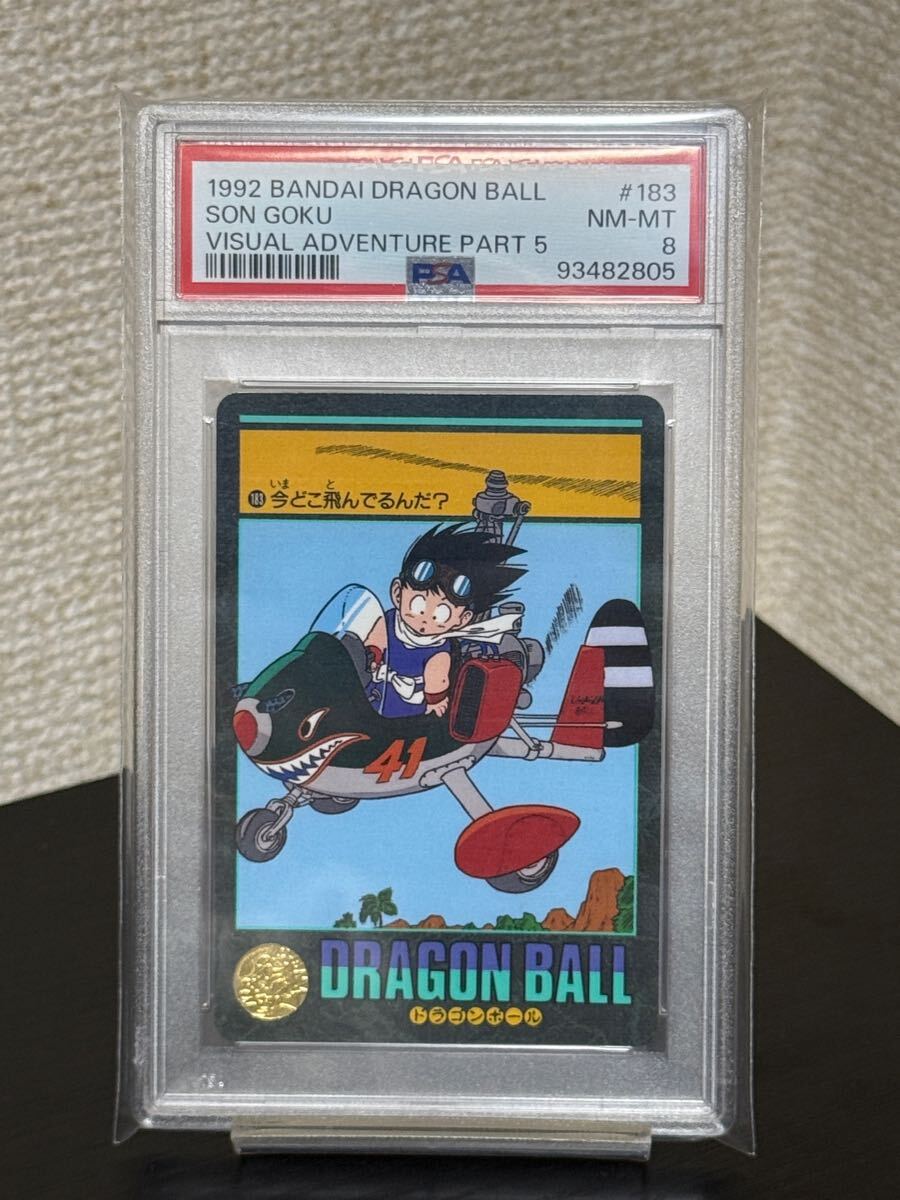 1992 BANDAI DRAGON BALL #183
SON GOKU NM-MT
VISUAL ADVENTURE PART 5 8
PSA 93482805
いま と
183 今どこ飛んでるんだ?
41
DRAGON BALL
ドラゴンボール